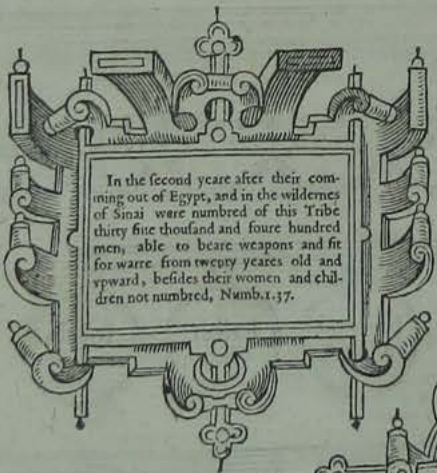 In the ſecond yeare after their com-
ming out of Egypt, and in the wildernes
of Sinai were numbred of this Tribe
thirty fiue thouſand and foure hundred
men, able to beare weapons and fit
for warre from twenty yeares old and
vpward, beſides their women and chil-
dren not numbred, Numb.1.37.